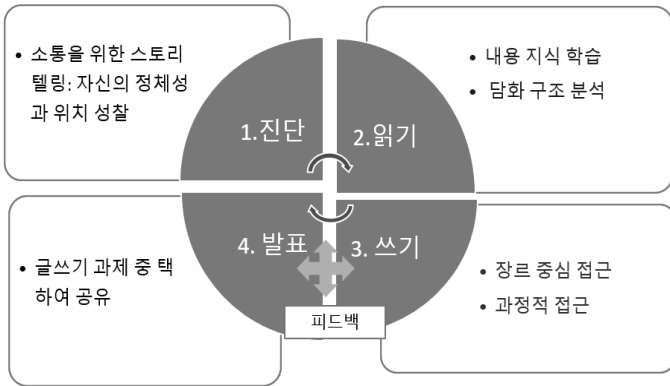 • 소통을 위한 스토리
텔링: 자신의 정체성
과 위치 성찰
1.진단
2.읽기
• 내용 지식 학습
• 담화 구조 분석
• 글쓰기 과제 중 택
하여 공유
4. 발표
3. 쓰기
• 장르 중심 접근
• 과정적 접근
피드백